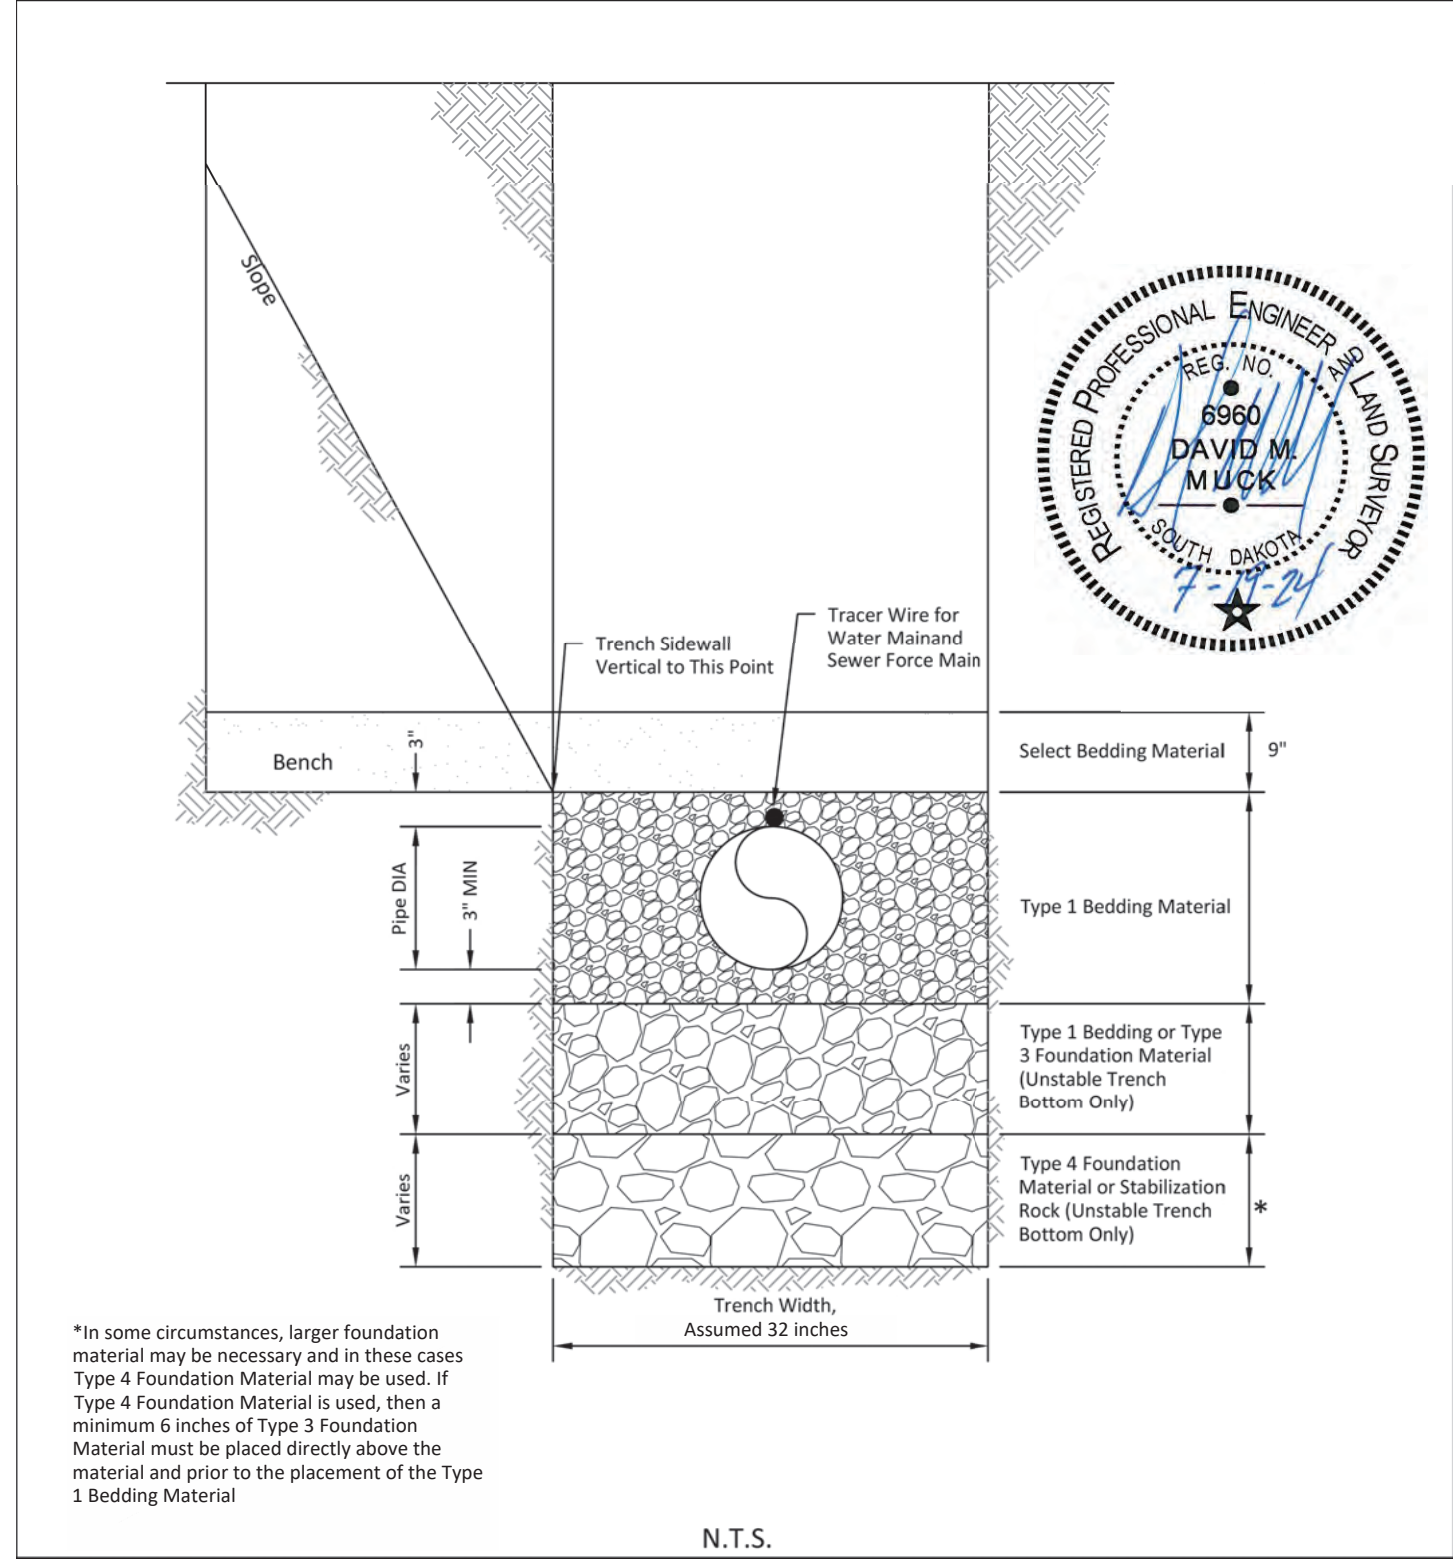 Slope
REGISTERED PROFESSIONAL ENGINEER AND LAND SURVEYOR
REG. NO.
6960
DAVID M.
MUCK
SOUTH DAKOTA
7-19-24
Trench Sidewall
Vertical to This Point
Tracer Wire for
Water Mainand
Sewer Force Main
Bench
3"
Select Bedding Material
9"
Pipe DIA
3" MIN
Type 1 Bedding Material
Varies
Type 1 Bedding or Type
3 Foundation Material
(Unstable Trench
Bottom Only)
Varies
Type 4 Foundation
Material or Stabilization
Rock (Unstable Trench
Bottom Only)
*
Trench Width,
Assumed 32 inches
*In some circumstances, larger foundation
material may be necessary and in these cases
Type 4 Foundation Material may be used. If
Type 4 Foundation Material is used, then a
minimum 6 inches of Type 3 Foundation
Material must be placed directly above the
material and prior to the placement of the Type
1 Bedding Material
N.T.S.